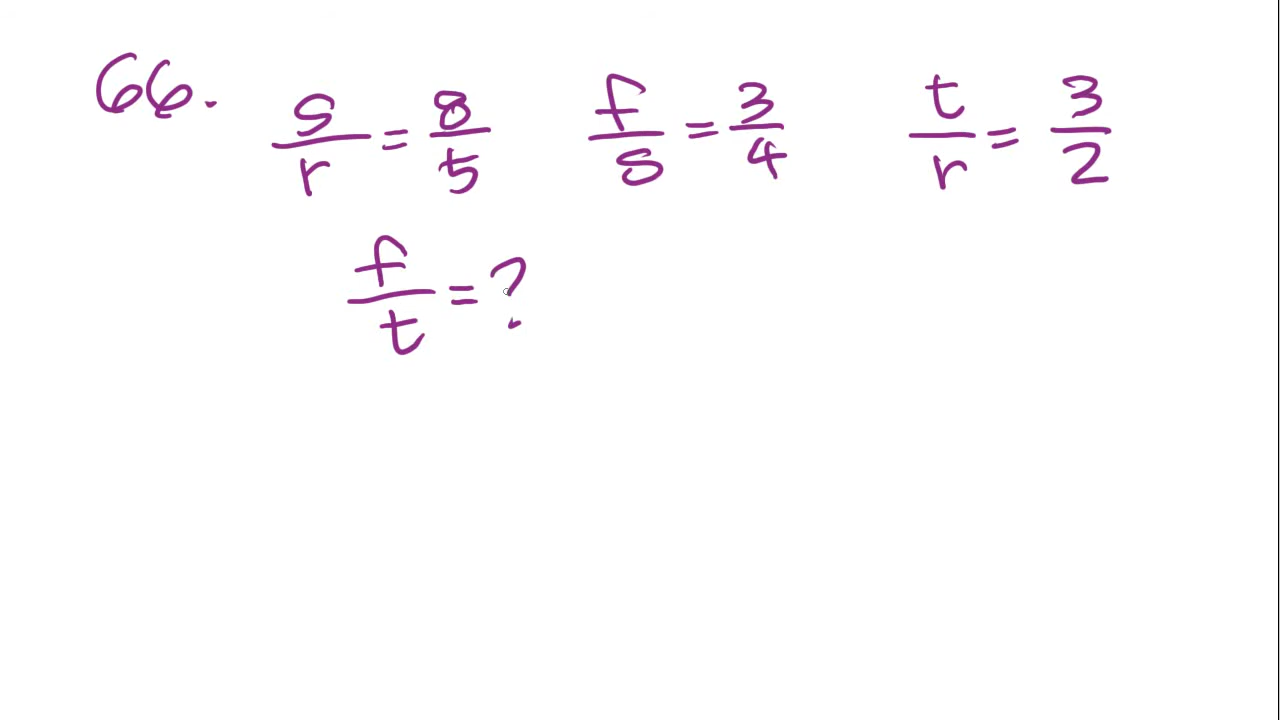 66. s/r = 8/5 f/s = 3/4 t/r = 3/2
f/t = ?